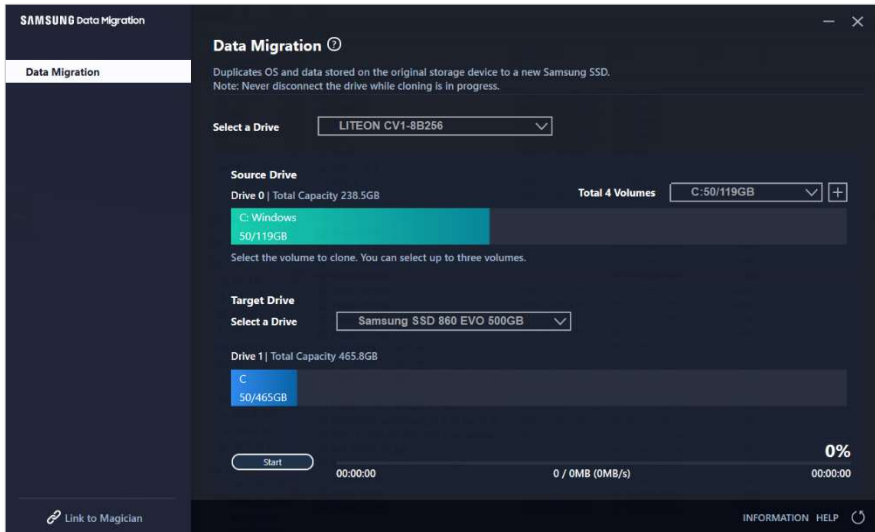 SAMSUNG Data Migration
Data Migration
Data Migration ?
Duplicates OS and data stored on the original storage device to a new Samsung SSD.
Note: Never disconnect the drive while cloning is in progress.
Select a Drive LITEON CV1-8B256
Source Drive
Drive 0 | Total Capacity 238.5GB Total 4 Volumes C:50/119GB
C: Windows
50/119GB
Select the volume to clone. You can select up to three volumes.
Target Drive
Select a Drive Samsung SSD 860 EVO 500GB
Drive 1 | Total Capacity 465.8GB
C
50/465GB
0%
Start
00:00:00 0 / 0MB (0MB/s) 00:00:00
Link to Magician INFORMATION HELP